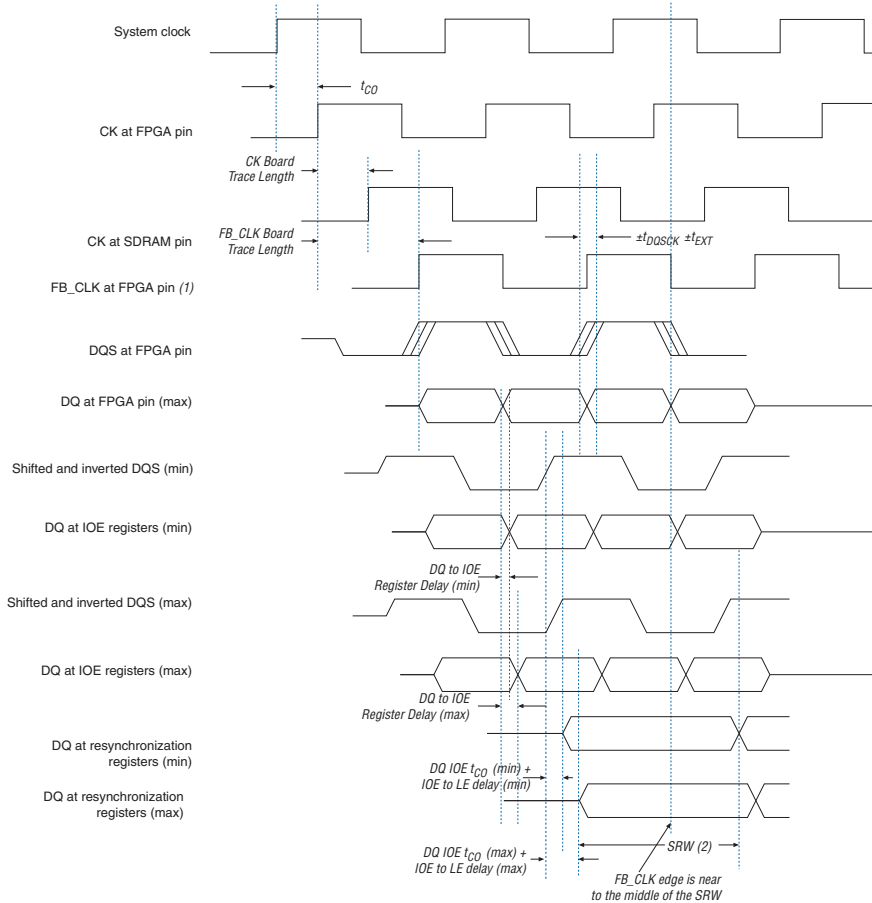 System clock
t_CO
CK at FPGA pin
CK Board
Trace Length
CK at SDRAM pin
FB_CLK Board
Trace Length
±t_DQSCK ±t_EXT
FB_CLK at FPGA pin (1)
DQS at FPGA pin
DQ at FPGA pin (max)
Shifted and inverted DQS (min)
DQ at IOE registers (min)
DQ to IOE
Register Delay (min)
Shifted and inverted DQS (max)
DQ at IOE registers (max)
DQ to IOE
Register Delay (max)
DQ at resynchronization
registers (min)
DQ IOE t_CO (min) +
IOE to LE delay (min)
DQ at resynchronization
registers (max)
DQ IOE t_CO (max) +
IOE to LE delay (max)
SRW (2)
FB_CLK edge is near
to the middle of the SRW